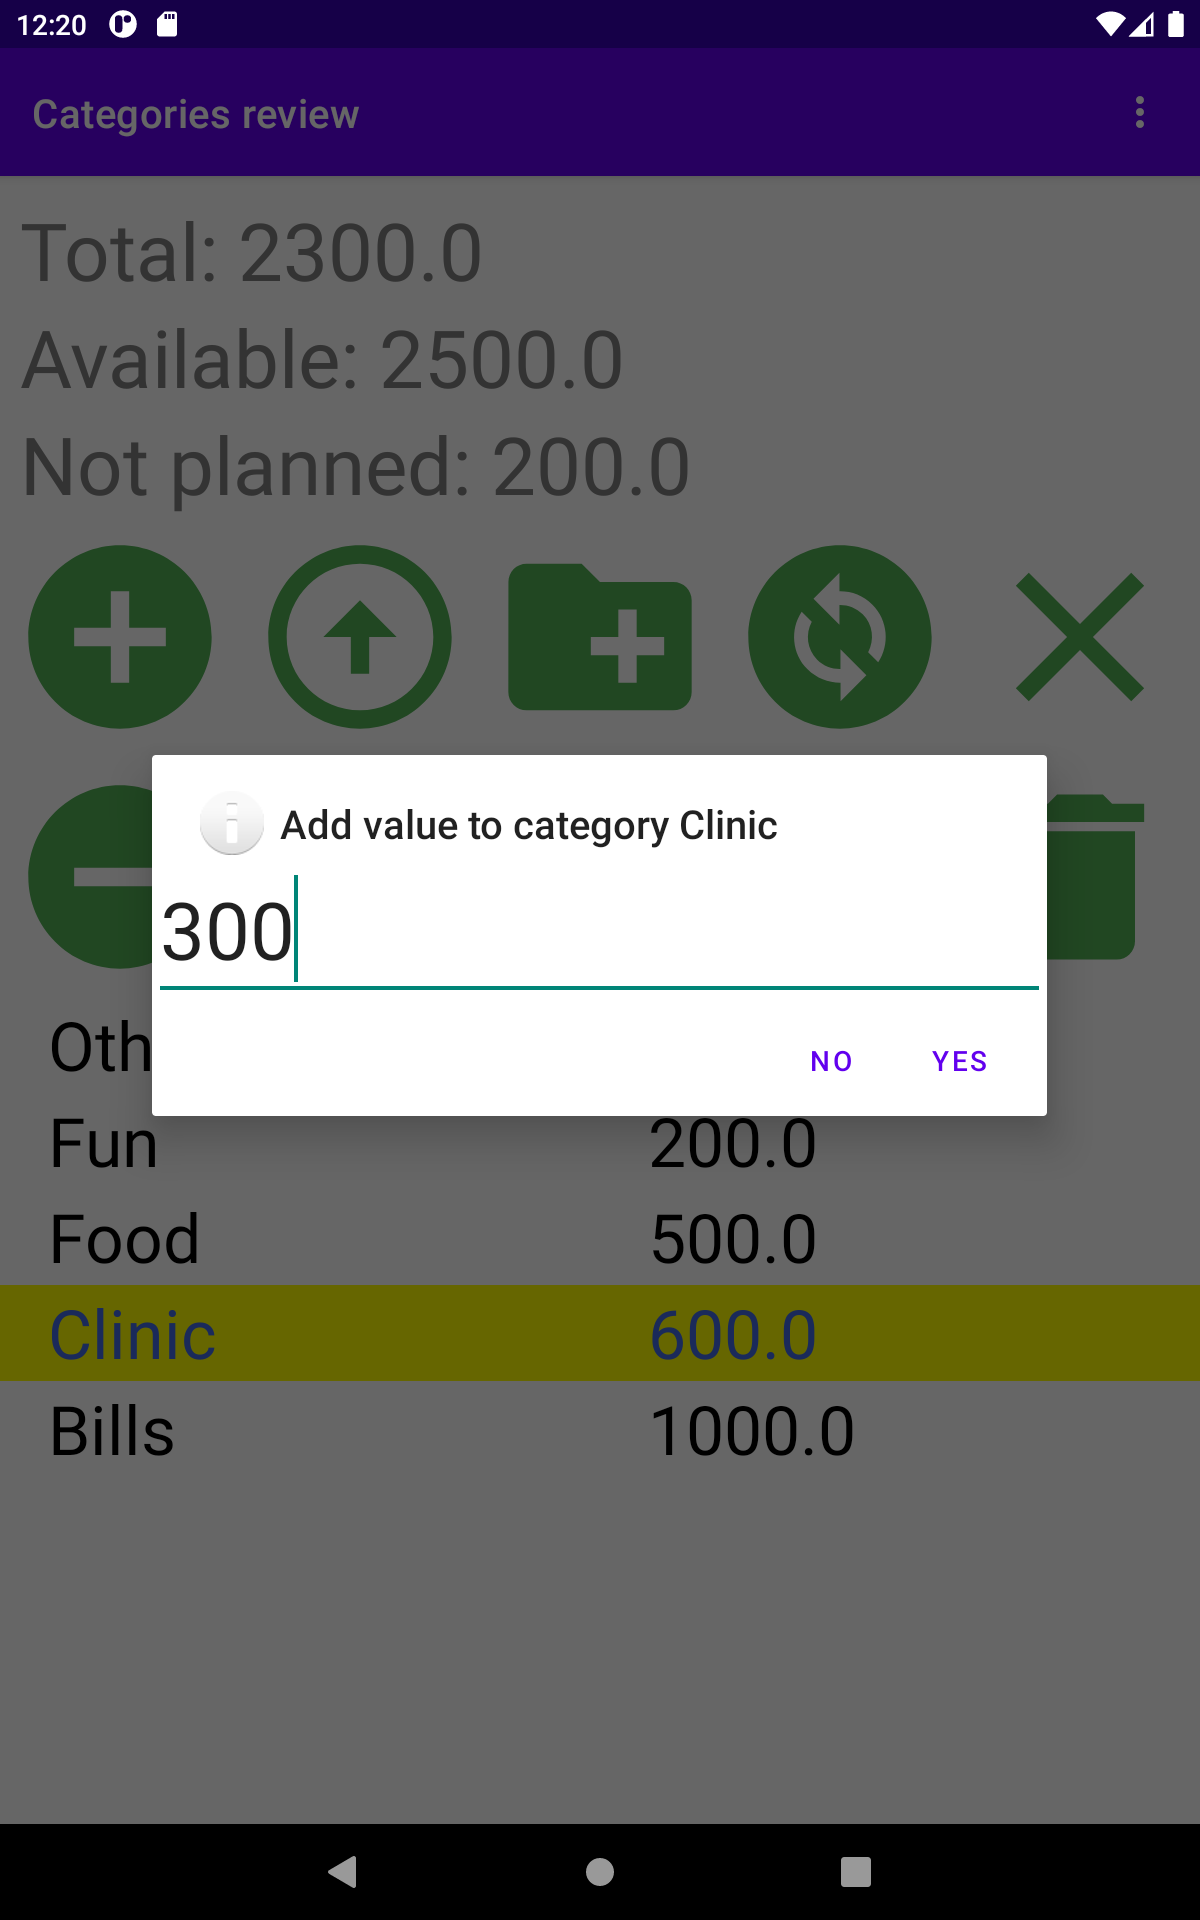 12:20
Categories review
Total: 2300.0
Available: 2500.0
Not planned: 200.0
Add value to category Clinic
300
NO YES
Fun 200.0
Food 500.0
Clinic 600.0
Bills 1000.0